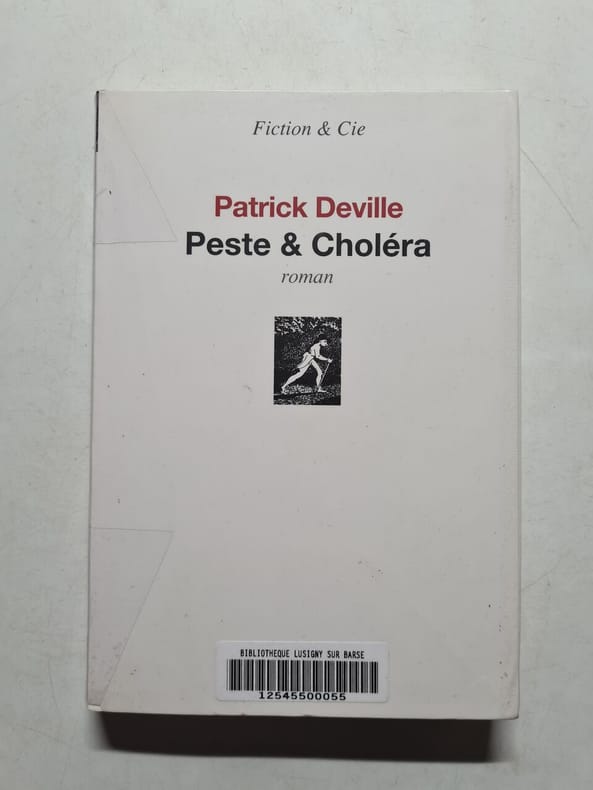 Fiction & Cie
Patrick Deville
Peste & Choléra
roman
BIBLIOTHEQUE LUSIGNY SUR BARSE
12545500055